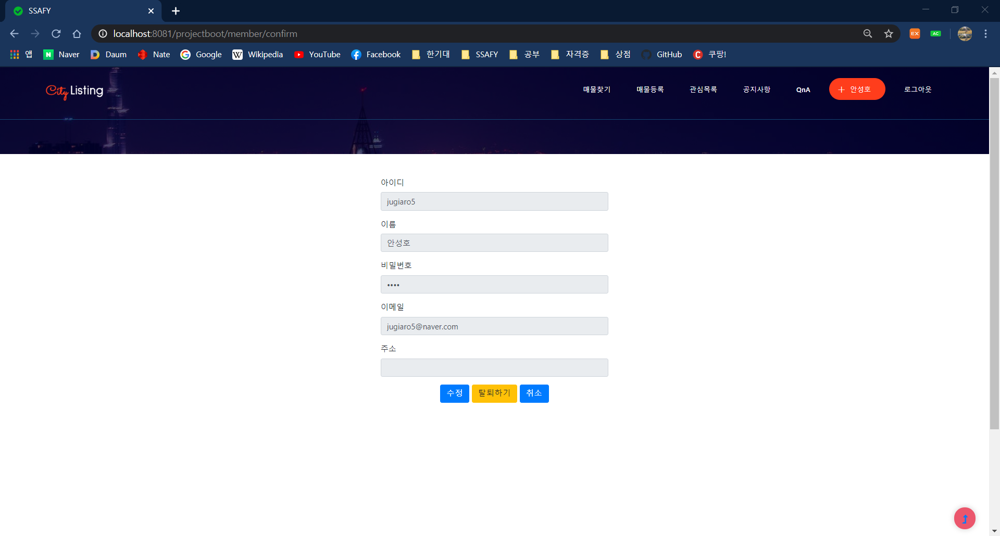 SSAFY
localhost:8081/projectboot/member/confirm
EX
AC
앱 Naver Daum Nate Google Wikipedia YouTube Facebook 한기대 SSAFY 공부 자격증 상점 GitHub 쿠팡!
City Listing
매물찾기 매물등록 관심목록 공지사항 QnA + 안성호 로그아웃
아이디
jugiaro5
이름
안성호
비밀번호
••••
이메일
jugiaro5@naver.com
주소
수정 탈퇴하기 취소